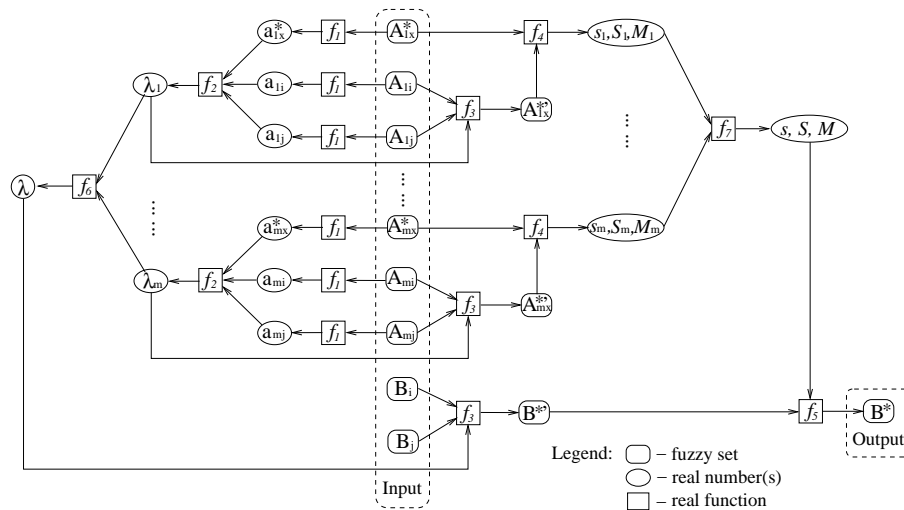 a*1x f1 A*1x f4 s1,S1,M1
λ1 f2 a1i f1 A1i f3 A*'1x
a1j f1 A1j
f7 s, S, M
λ f6
a*mx f1 A*mx f4 sm,Sm,Mm
λm f2 ami f1 Ami f3 A*'mx
amj f1 Amj
Bi
f3 B*' f5 B*
Bj
Output
Input
Legend:
– fuzzy set
– real number(s)
– real function